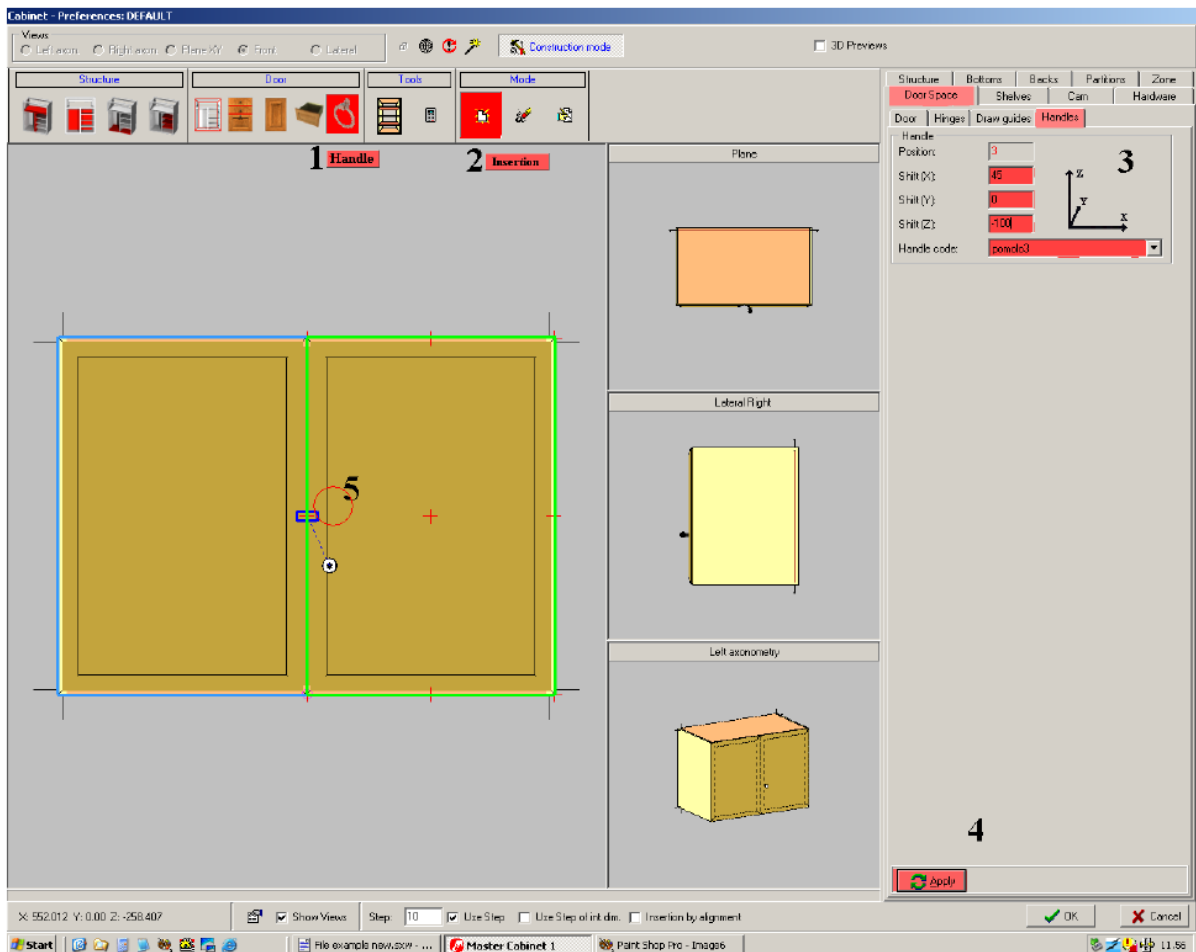 Cabinet - Preferences: DEFAULT
Views
Left axon. Right axon Plane XY Front Lateral
Construction mode
3D Previews
Structure Door Tools Mode
Structure Bottoms Backs Partitions Zone
Door Space Shelves Cam Hardware
Door Hinges Draw guides Handles
1 Handle
2 Insertion
Plane
Handle
Position: 3
3
Shift (X): 45
Z
Shift (Y): 0
Y
X
Shift (Z): -100
Handle code: pomolo3
Lateral Right
5
Left axonometry
4
Apply
X: 552.012 Y: 0.00 Z: -258.407
Show Views Step: 10 Use Step Use Step of int dim. Insertion by alignment
OK Cancel
Start
File example new.sxw - ... Master Cabinet 1 Paint Shop Pro - Image6
11.56